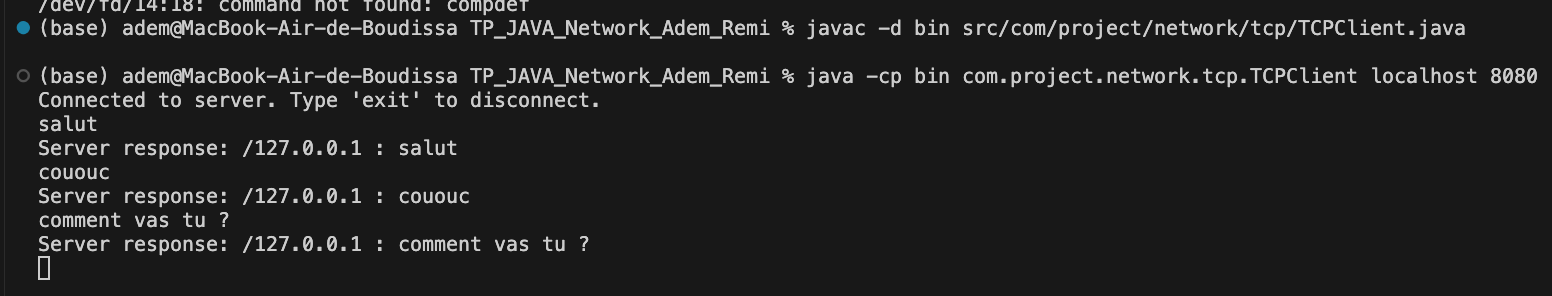 /dev/fd/14:18: command not found: compdef
(base) adem@MacBook-Air-de-Boudissa TP_JAVA_Network_Adem_Remi % javac -d bin src/com/project/network/tcp/TCPClient.java
(base) adem@MacBook-Air-de-Boudissa TP_JAVA_Network_Adem_Remi % java -cp bin com.project.network.tcp.TCPClient localhost 8080
Connected to server. Type 'exit' to disconnect.
salut
Server response: /127.0.0.1 : salut
cououc
Server response: /127.0.0.1 : cououc
comment vas tu ?
Server response: /127.0.0.1 : comment vas tu ?